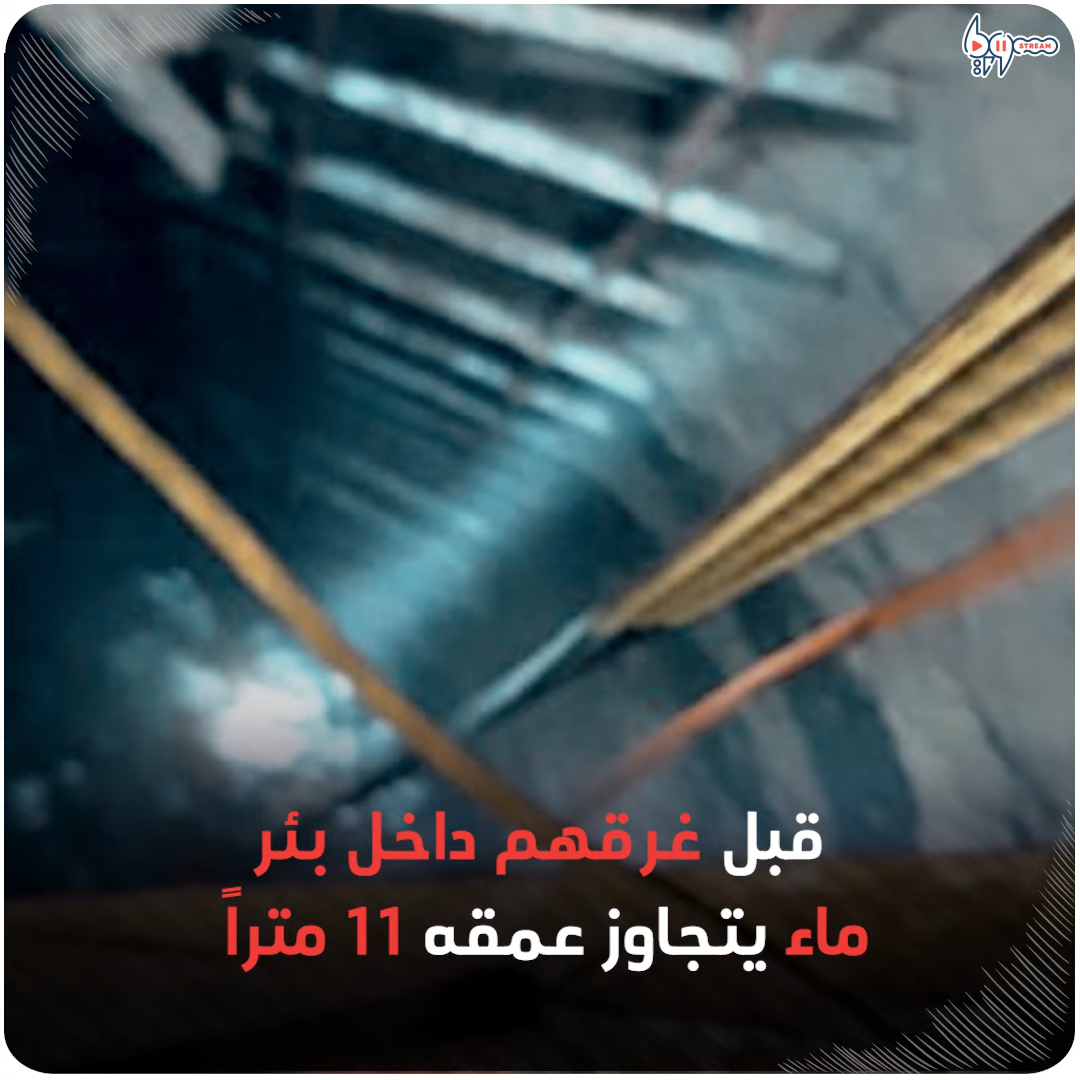 STREAM
قبل غرقهم داخل بئر
ماء يتجاوز عمقه 11 متراً